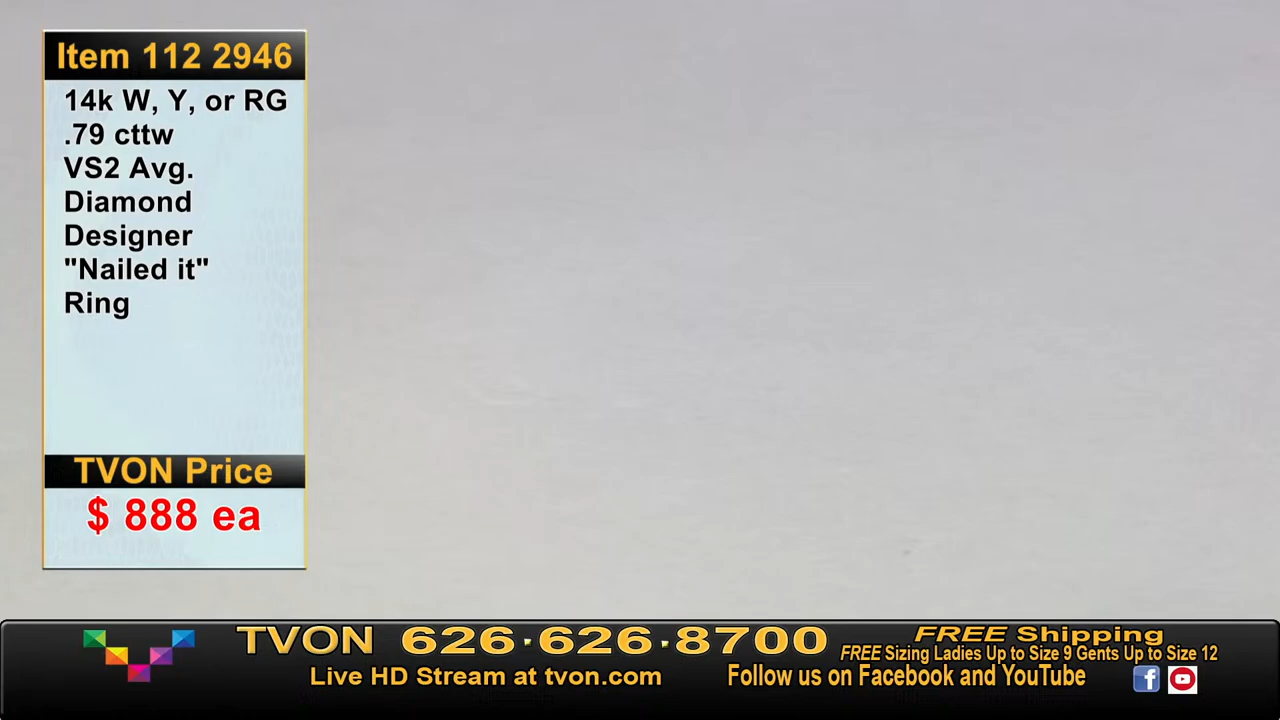 Item 112 2946
14k W, Y, or RG
.79 cttw
VS2 Avg.
Diamond
Designer
"Nailed it"
Ring
TVON Price
$ 888 ea
TVON 626·626·8700
Live HD Stream at tvon.com
FREE Shipping
FREE Sizing Ladies Up to Size 9 Gents Up to Size 12
Follow us on Facebook and YouTube